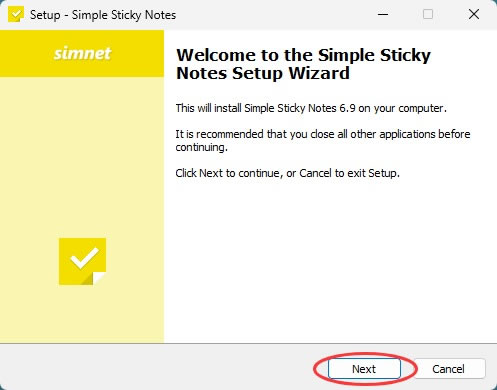 Setup - Simple Sticky Notes
simnet
Welcome to the Simple Sticky
Notes Setup Wizard
This will install Simple Sticky Notes 6.9 on your computer.
It is recommended that you close all other applications before
continuing.
Click Next to continue, or Cancel to exit Setup.
Next
Cancel